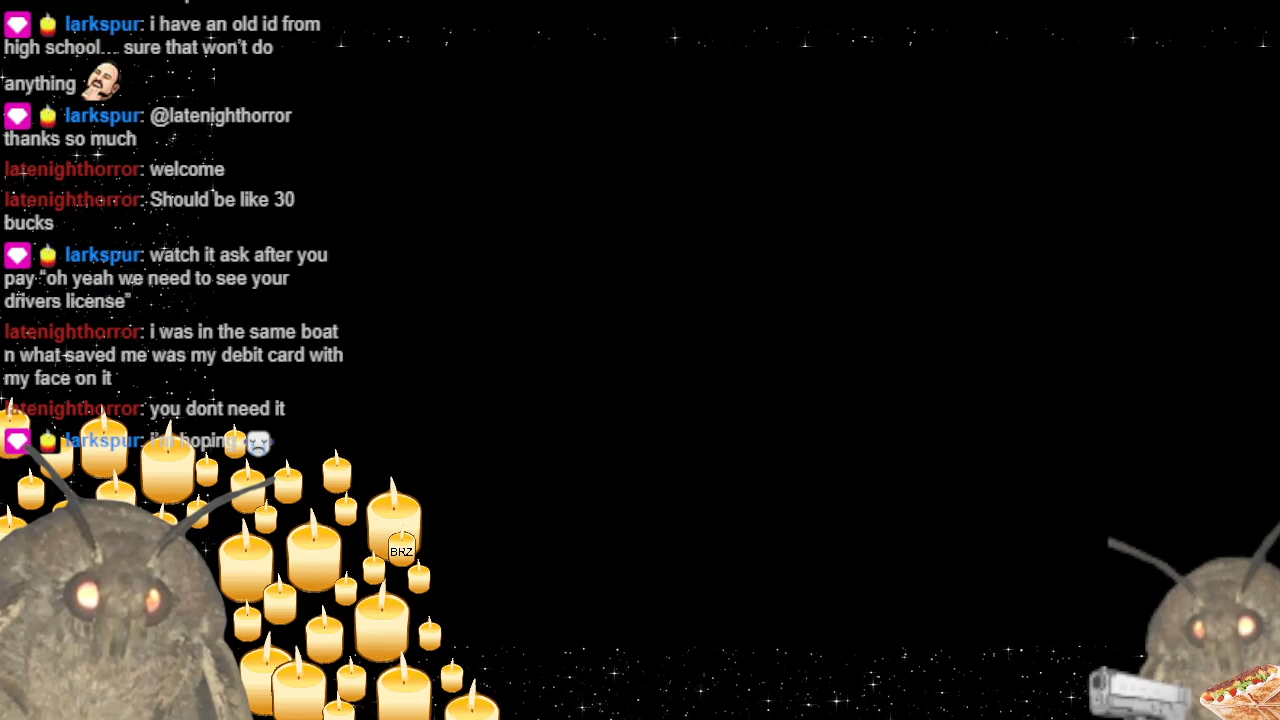 larkspur: i have an old id from
high school... sure that won't do
anything
larkspur: @latenighthorror
thanks so much
latenighthorror: welcome
latenighthorror: Should be like 30
bucks
larkspur: watch it ask after you
pay “oh yeah we need to see your
drivers license”
latenighthorror: i was in the same boat
n what saved me was my debit card with
my face on it
latenighthorror: you dont need it
larkspur: i'm hoping
BRZ